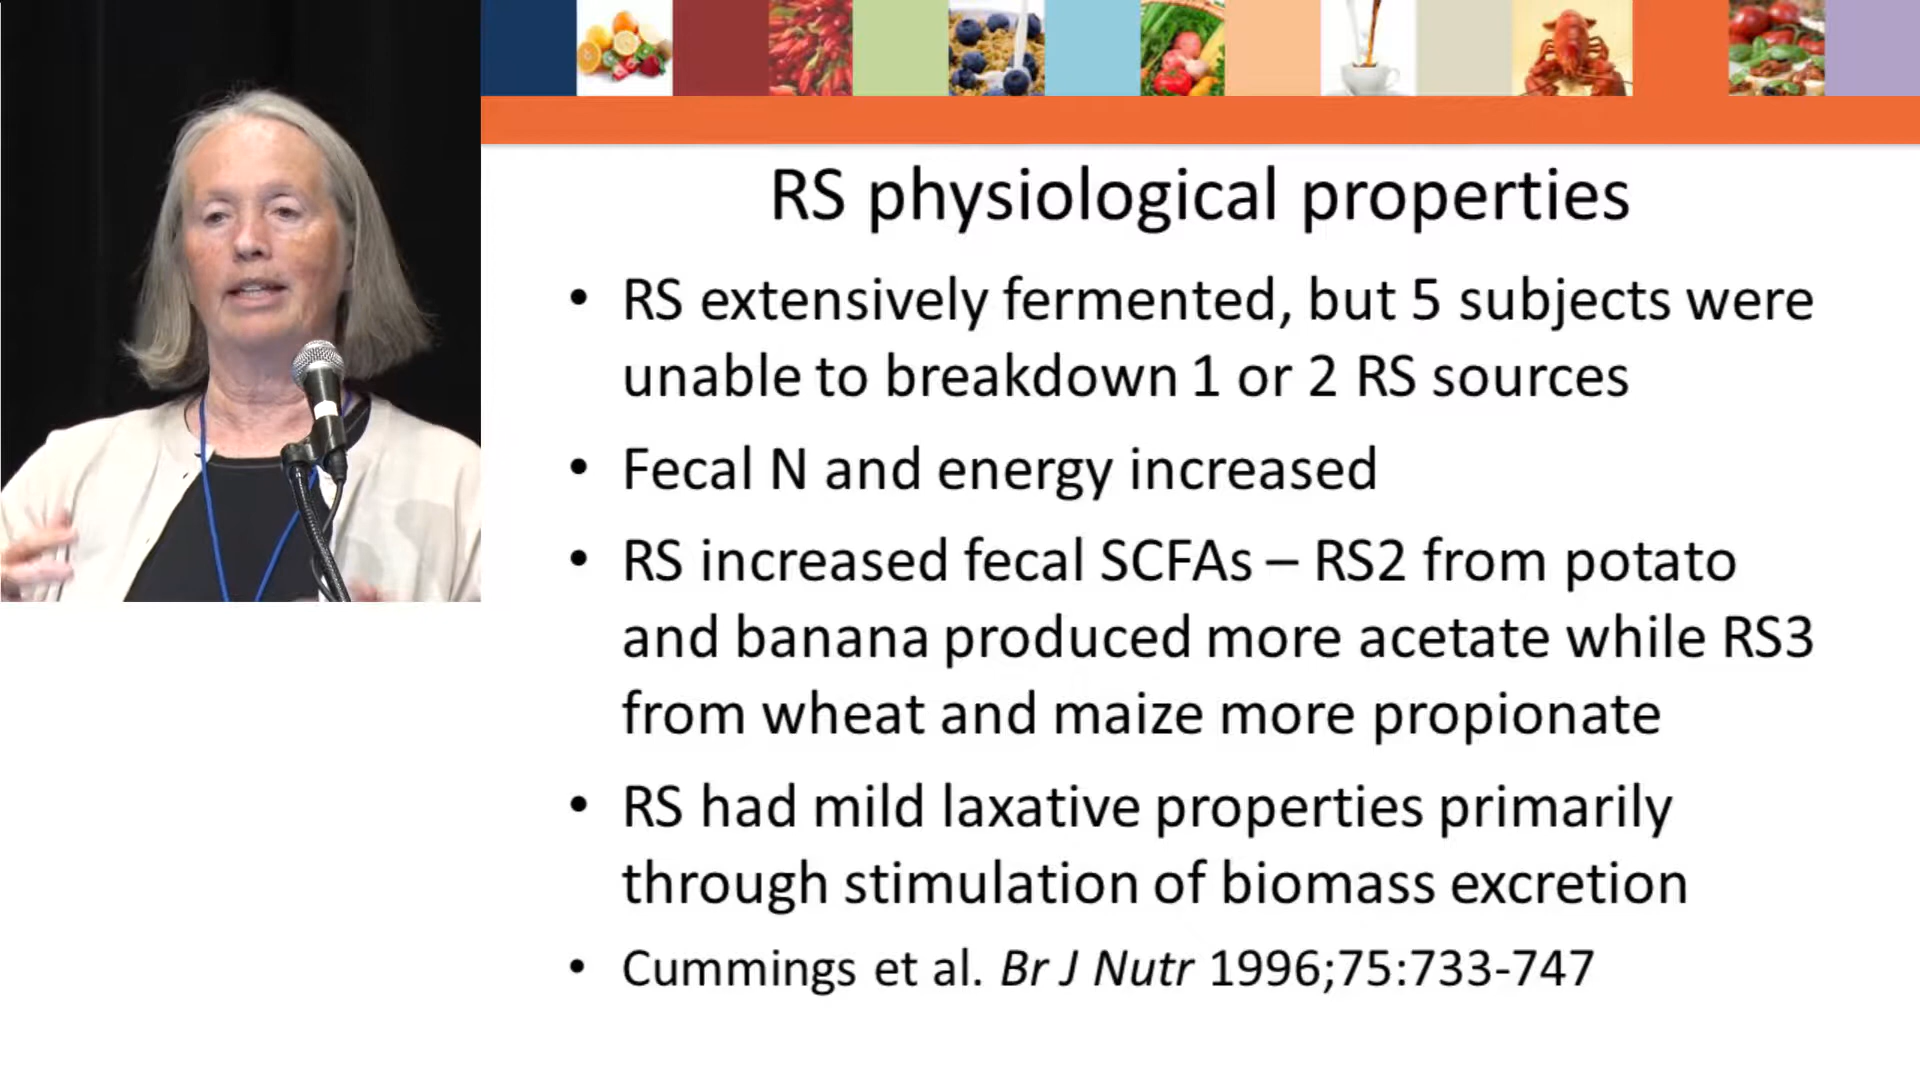 RS physiological properties
• RS extensively fermented, but 5 subjects were
unable to breakdown 1 or 2 RS sources
• Fecal N and energy increased
• RS increased fecal SCFAs – RS2 from potato
and banana produced more acetate while RS3
from wheat and maize more propionate
• RS had mild laxative properties primarily
through stimulation of biomass excretion
• Cummings et al. Br J Nutr 1996;75:733-747